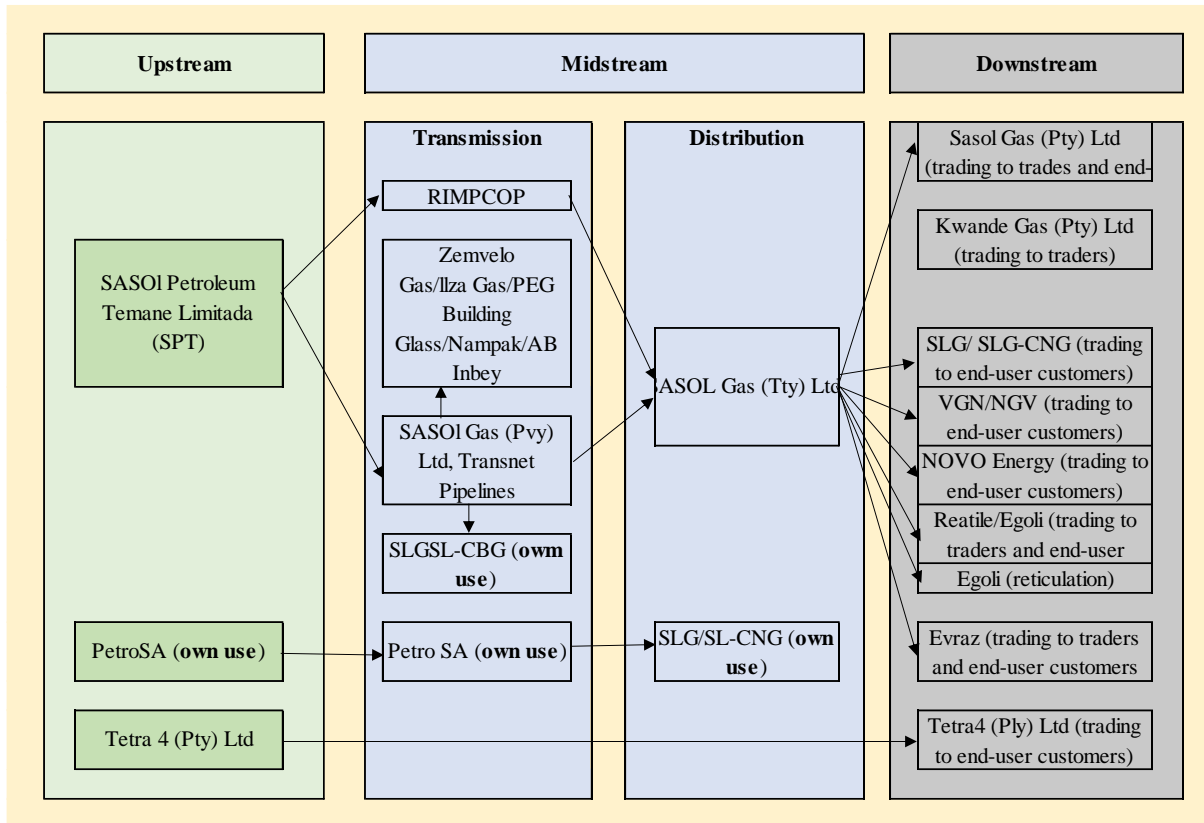 Upstream
Midstream
Downstream
Transmission
Distribution
SASOl Petroleum
Temane Limitada
(SPT)
PetroSA (own use)
Tetra 4 (Pty) Ltd
RIMPCOP
Zemvelo
Gas/Ilza Gas/PEG
Building
Glass/Nampak/AB
Inbey
SASOl Gas (Pvy)
Ltd, Transnet
Pipelines
SLGSL-CBG (owm
use)
Petro SA (own use)
SASOL Gas (Tty) Ltd
SLG/SL-CNG (own
use)
Sasol Gas (Pty) Ltd
(trading to trades and end-
Kwande Gas (Pty) Ltd
(trading to traders)
SLG/ SLG-CNG (trading
to end-user customers)
VGN/NGV (trading to
end-user customers)
NOVO Energy (trading to
end-user customers)
Reatile/Egoli (trading to
traders and end-user
Egoli (reticulation)
Evraz (trading to traders
and end-user customers
Tetra4 (Ply) Ltd (trading
to end-user customers)